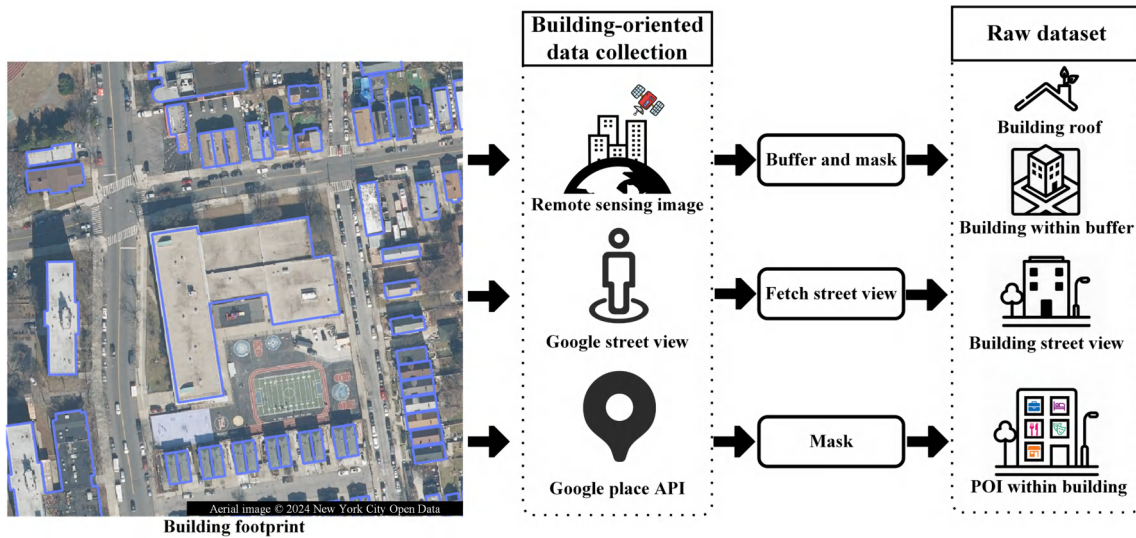 Building-oriented
data collection
Raw dataset
Building roof
Buffer and mask
Remote sensing image
Building within buffer
Fetch street view
Google street view
Building street view
Mask
Google place API
POI within building
Aerial image © 2024 New York City Open Data
Building footprint